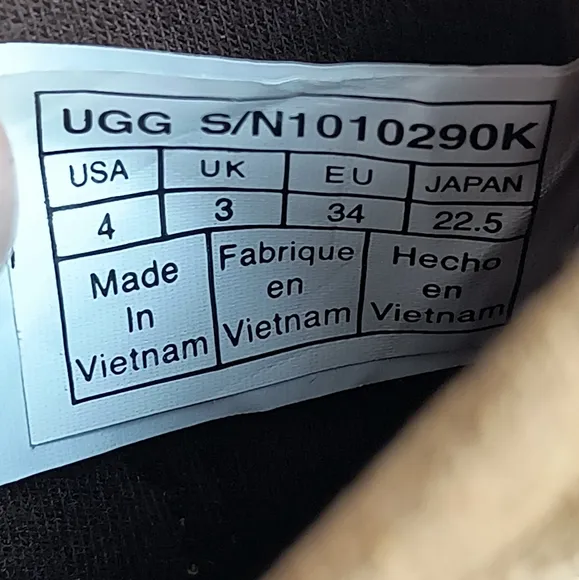 UGG S/N1010290K
USA UK EU JAPAN
4 3 34 22.5
Made
In
Vietnam
Fabrique
en
Vietnam
Hecho
en
Vietnam